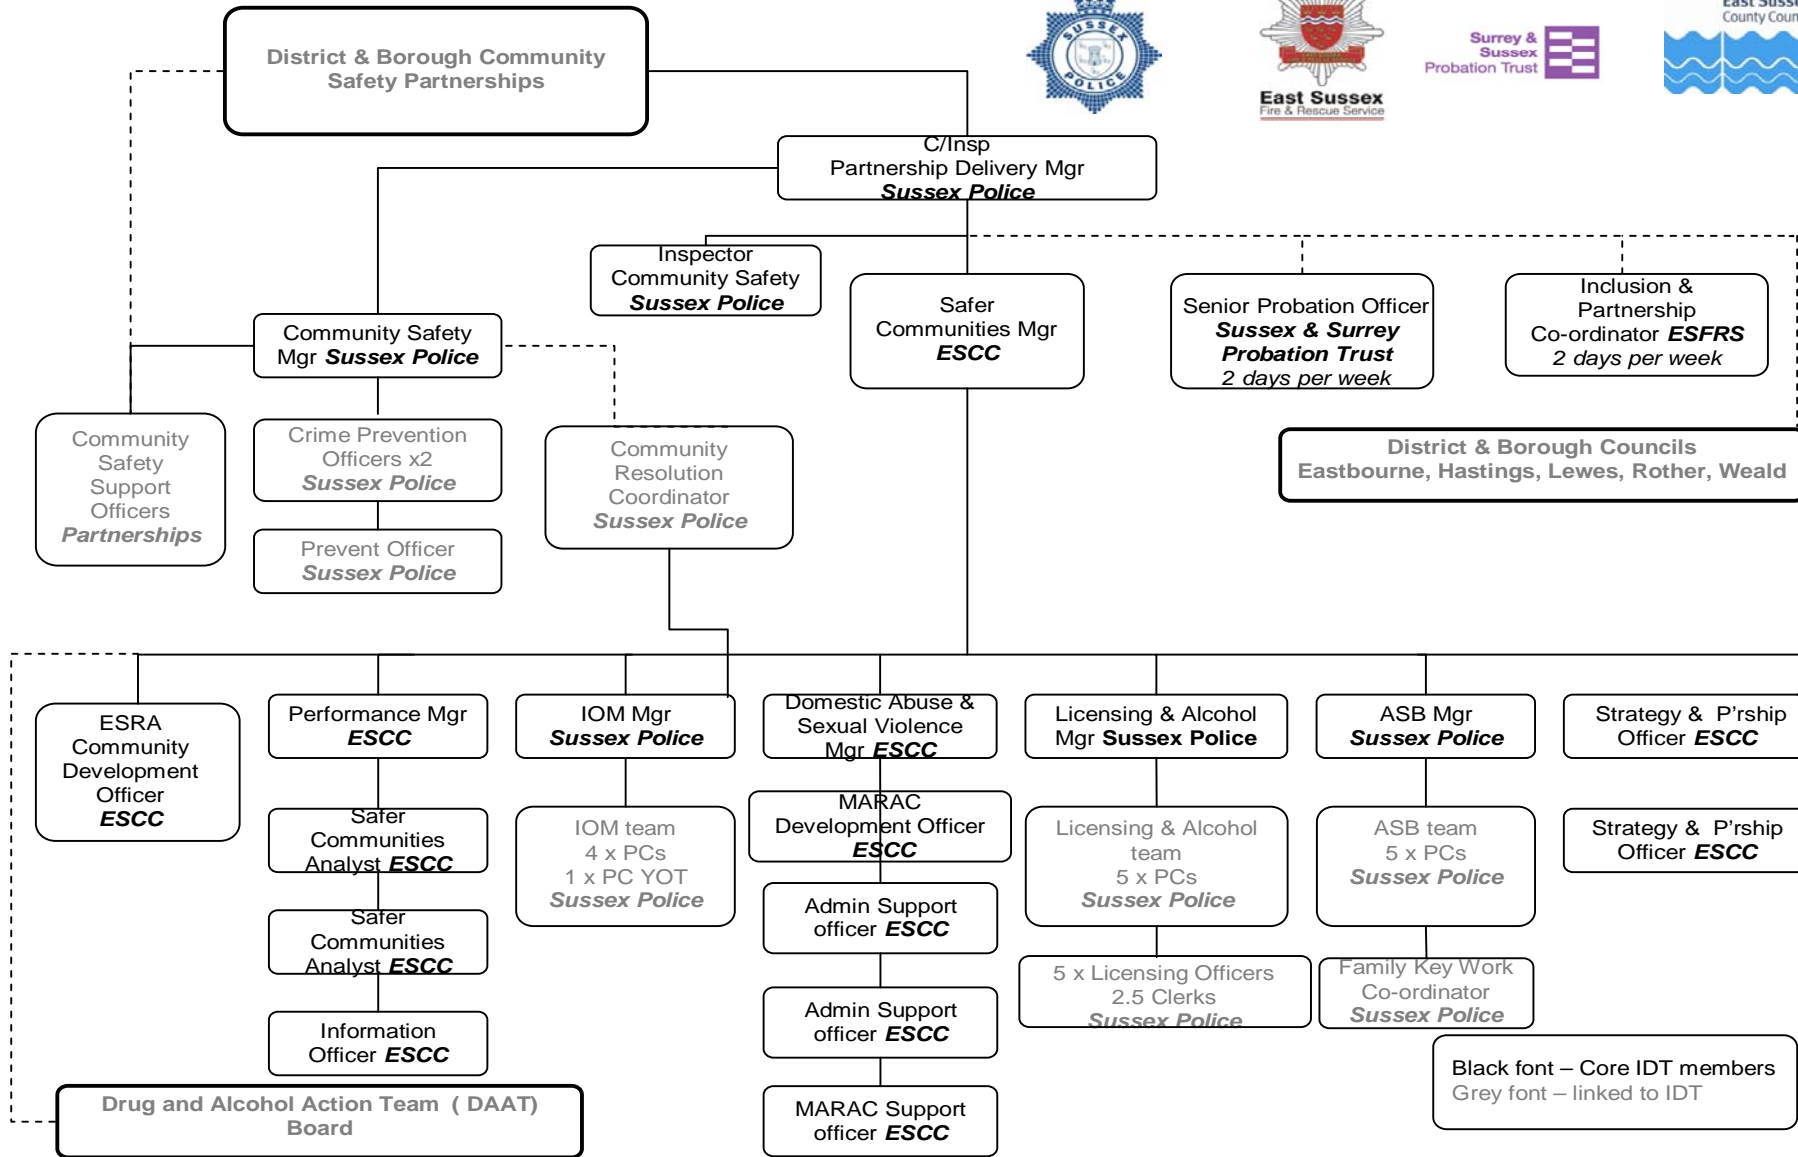 District & Borough Community
Safety Partnerships
SUSSEX
POLICE
East Sussex
Fire & Rescue Service
Surrey &
Sussex
Probation Trust
East Susse
County Coun
C/Insp
Partnership Delivery Mgr
Sussex Police
Inspector
Community Safety
Sussex Police
Safer
Communities Mgr
ESCC
Senior Probation Officer
Sussex & Surrey
Probation Trust
2 days per week
Inclusion &
Partnership
Co-ordinator ESFRS
2 days per week
Community Safety
Mgr Sussex Police
Community
Safety
Support
Officers
Partnerships
Crime Prevention
Officers x2
Sussex Police
Prevent Officer
Sussex Police
Community
Resolution
Coordinator
Sussex Police
District & Borough Councils
Eastbourne, Hastings, Lewes, Rother, Weald
ESRA
Community
Development
Officer
ESCC
Performance Mgr
ESCC
Safer
Communities
Analyst ESCC
Safer
Communities
Analyst ESCC
Information
Officer ESCC
IOM Mgr
Sussex Police
IOM team
4 x PCs
1 x PC YOT
Sussex Police
Domestic Abuse &
Sexual Violence
Mgr ESCC
MARAC
Development Officer
ESCC
Admin Support
officer ESCC
Admin Support
officer ESCC
MARAC Support
officer ESCC
Licensing & Alcohol
Mgr Sussex Police
Licensing & Alcohol
team
5 x PCs
Sussex Police
5 x Licensing Officers
2.5 Clerks
Sussex Police
ASB Mgr
Sussex Police
ASB team
5 x PCs
Sussex Police
Family Key Work
Co-ordinator
Sussex Police
Strategy & P'rship
Officer ESCC
Strategy & P'rship
Officer ESCC
Drug and Alcohol Action Team ( DAAT)
Board
Black font – Core IDT members
Grey font – linked to IDT